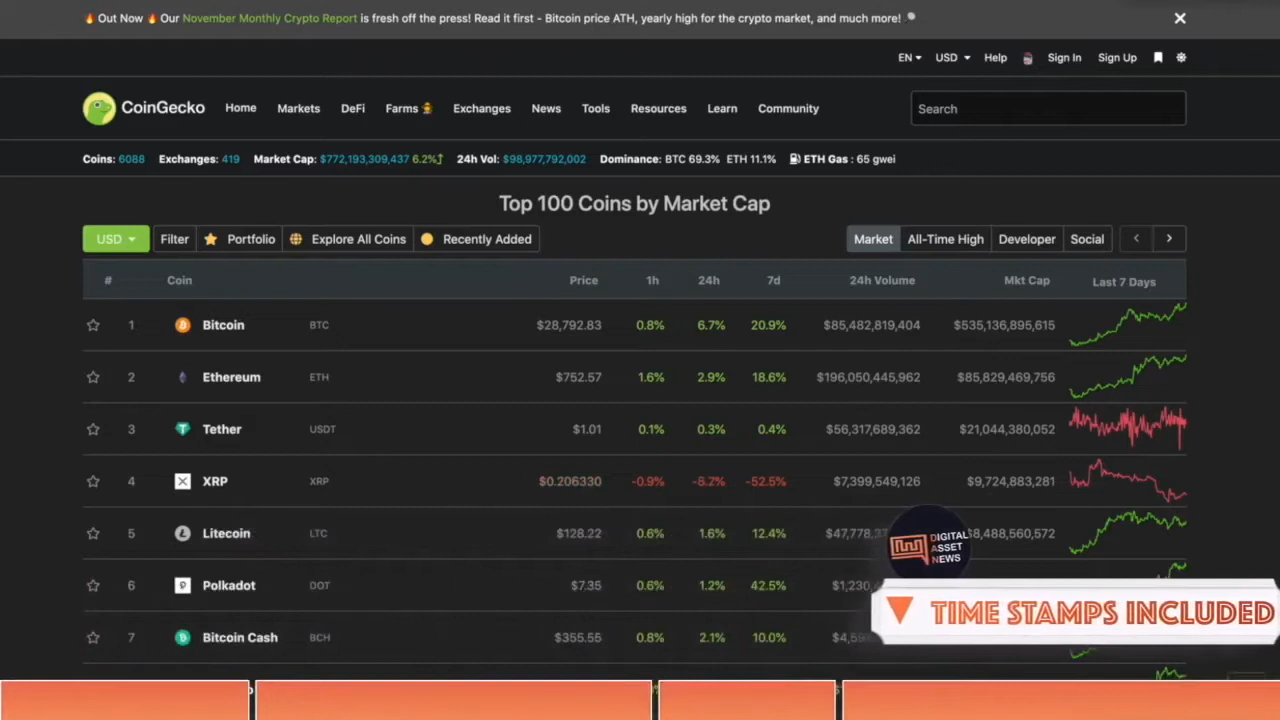 🔥 Out Now 🔥 Our November Monthly Crypto Report is fresh off the press! Read it first - Bitcoin price ATH, yearly high for the crypto market, and much more!
EN USD Help Sign In Sign Up
CoinGecko Home Markets DeFi Farms Exchanges News Tools Resources Learn Community Search
Coins: 6088 Exchanges: 419 Market Cap: $772,193,309,437 6.2% 24h Vol: $98,977,792,002 Dominance: BTC 69.3% ETH 11.1% ETH Gas : 65 gwei
Top 100 Coins by Market Cap
USD Filter Portfolio Explore All Coins Recently Added Market All-Time High Developer Social
# Coin Price 1h 24h 7d 24h Volume Mkt Cap Last 7 Days
1 Bitcoin BTC $28,792.83 0.8% 6.7% 20.9% $85,482,819,404 $535,136,895,615
2 Ethereum ETH $752.57 1.6% 2.9% 18.6% $196,050,445,962 $85,829,469,756
3 Tether USDT $1.01 0.1% 0.3% 0.4% $56,317,689,362 $21,044,380,052
4 XRP XRP $0.206330 -0.9% -8.2% -52.5% $7,399,549,126 $9,724,883,281
5 Litecoin LTC $128.22 0.6% 1.6% 12.4% 8,488,560,572
DIGITAL
ASSET
NEWS
6 Polkadot DOT $7.35 0.6% 1.2% 42.5% $1,230
TIME STAMPS INCLUDED
7 Bitcoin Cash BCH $355.55 0.8% 2.1% 10.0%